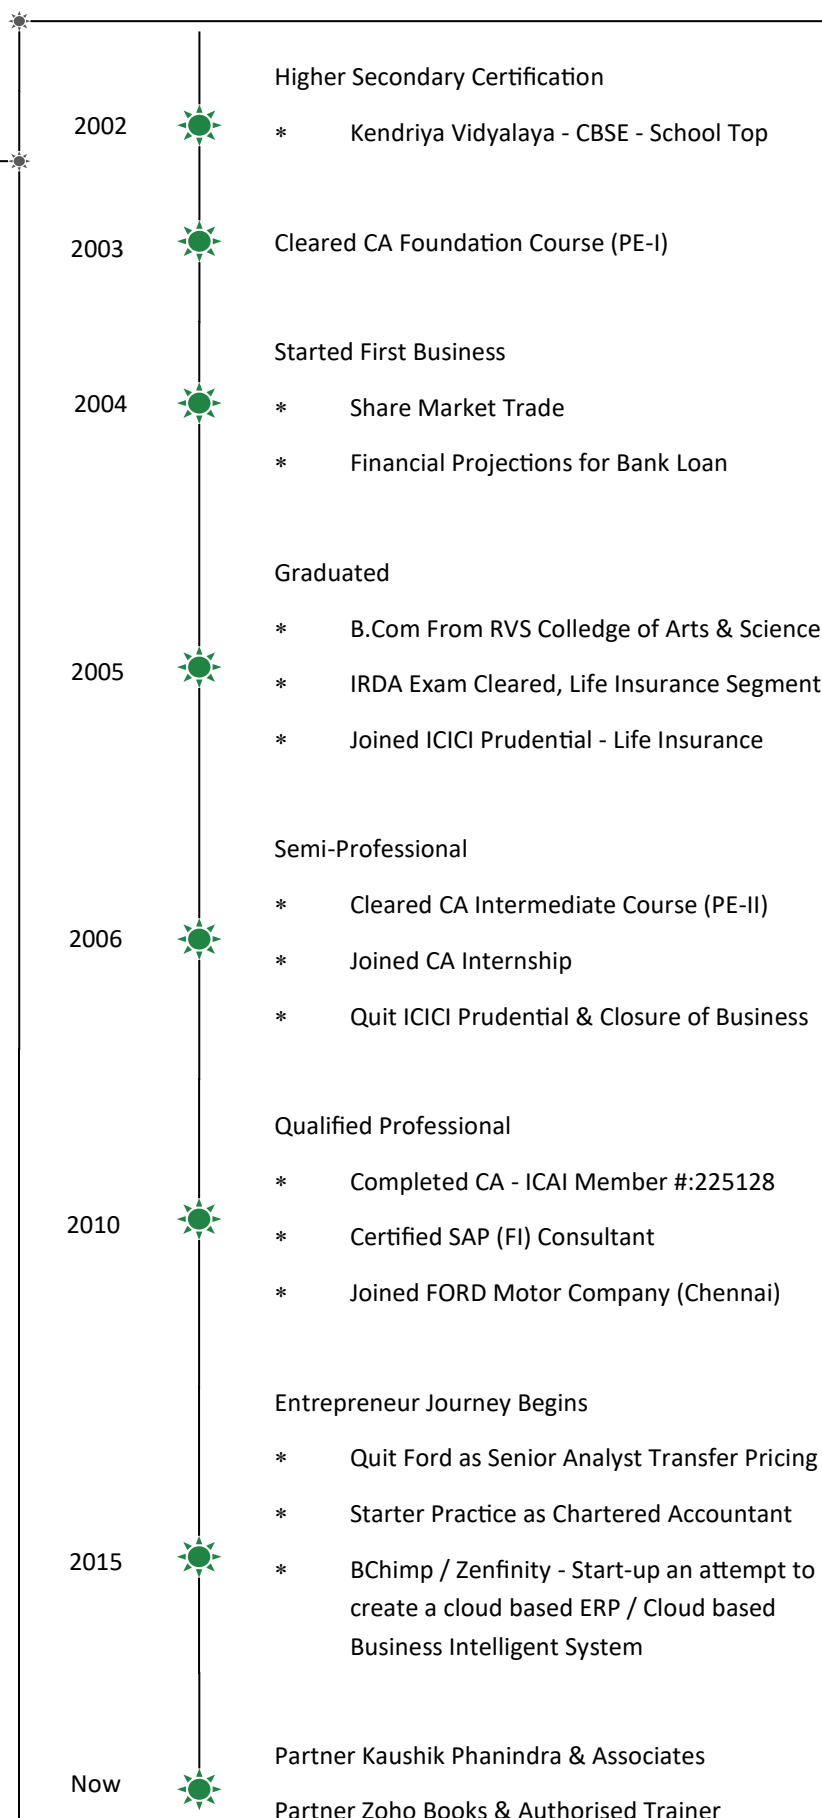 Higher Secondary Certification
2002
* Kendriya Vidyalaya - CBSE - School Top
2003
Cleared CA Foundation Course (PE-I)
Started First Business
2004
* Share Market Trade
* Financial Projections for Bank Loan
Graduated
* B.Com From RVS Colledge of Arts & Science
2005
* IRDA Exam Cleared, Life Insurance Segment
* Joined ICICI Prudential - Life Insurance
Semi-Professional
* Cleared CA Intermediate Course (PE-II)
2006
* Joined CA Internship
* Quit ICICI Prudential & Closure of Business
Qualified Professional
* Completed CA - ICAI Member #:225128
2010
* Certified SAP (FI) Consultant
* Joined FORD Motor Company (Chennai)
Entrepreneur Journey Begins
* Quit Ford as Senior Analyst Transfer Pricing
* Starter Practice as Chartered Accountant
2015
* BChimp / Zenfinity - Start-up an attempt to
create a cloud based ERP / Cloud based
Business Intelligent System
Partner Kaushik Phanindra & Associates
Now
Partner Zoho Books & Authorised Trainer